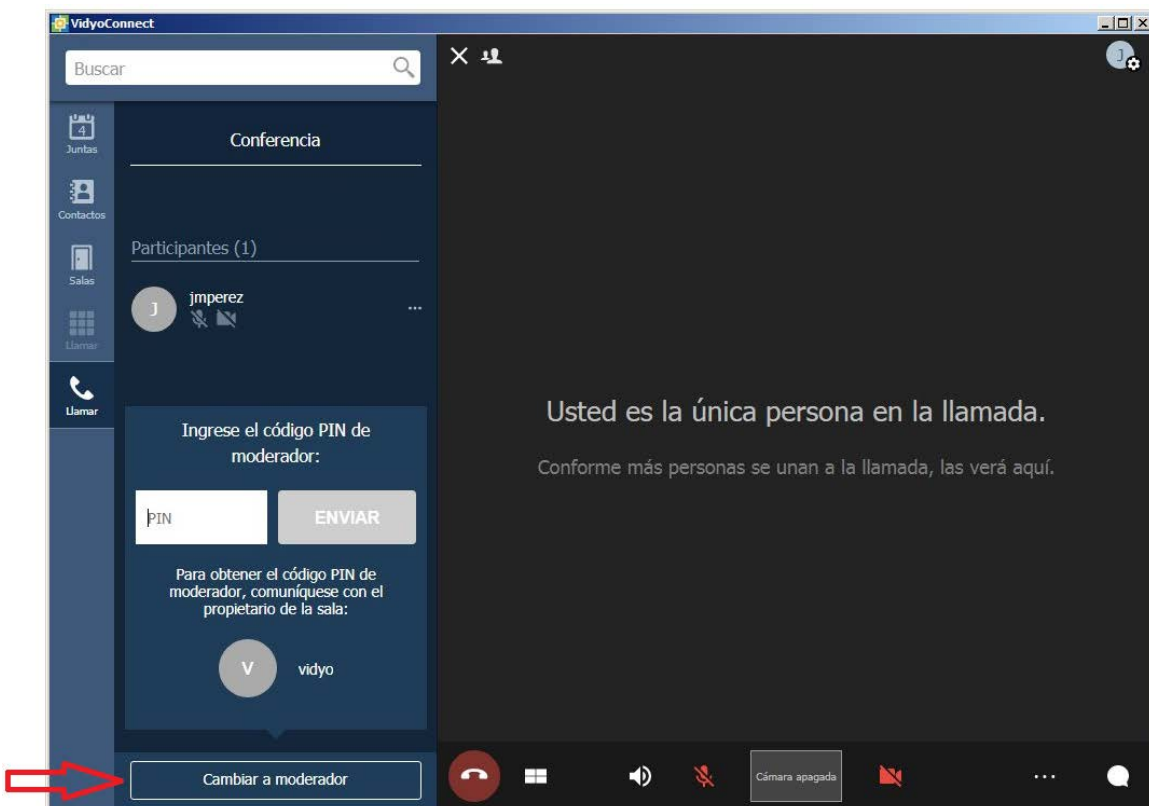 VidyoConnect
Buscar
J
4
Juntas
Conferencia
Contactos
Participantes (1)
Salas
J
jmperez
...
Llamar
Llamar
Usted es la única persona en la llamada.
Conforme más personas se unan a la llamada, las verá aquí.
Ingrese el código PIN de
moderador:
PIN
ENVIAR
Para obtener el código PIN de
moderador, comuníquese con el
propietario de la sala:
V
vidyo
Cambiar a moderador
Cámara apagada
...